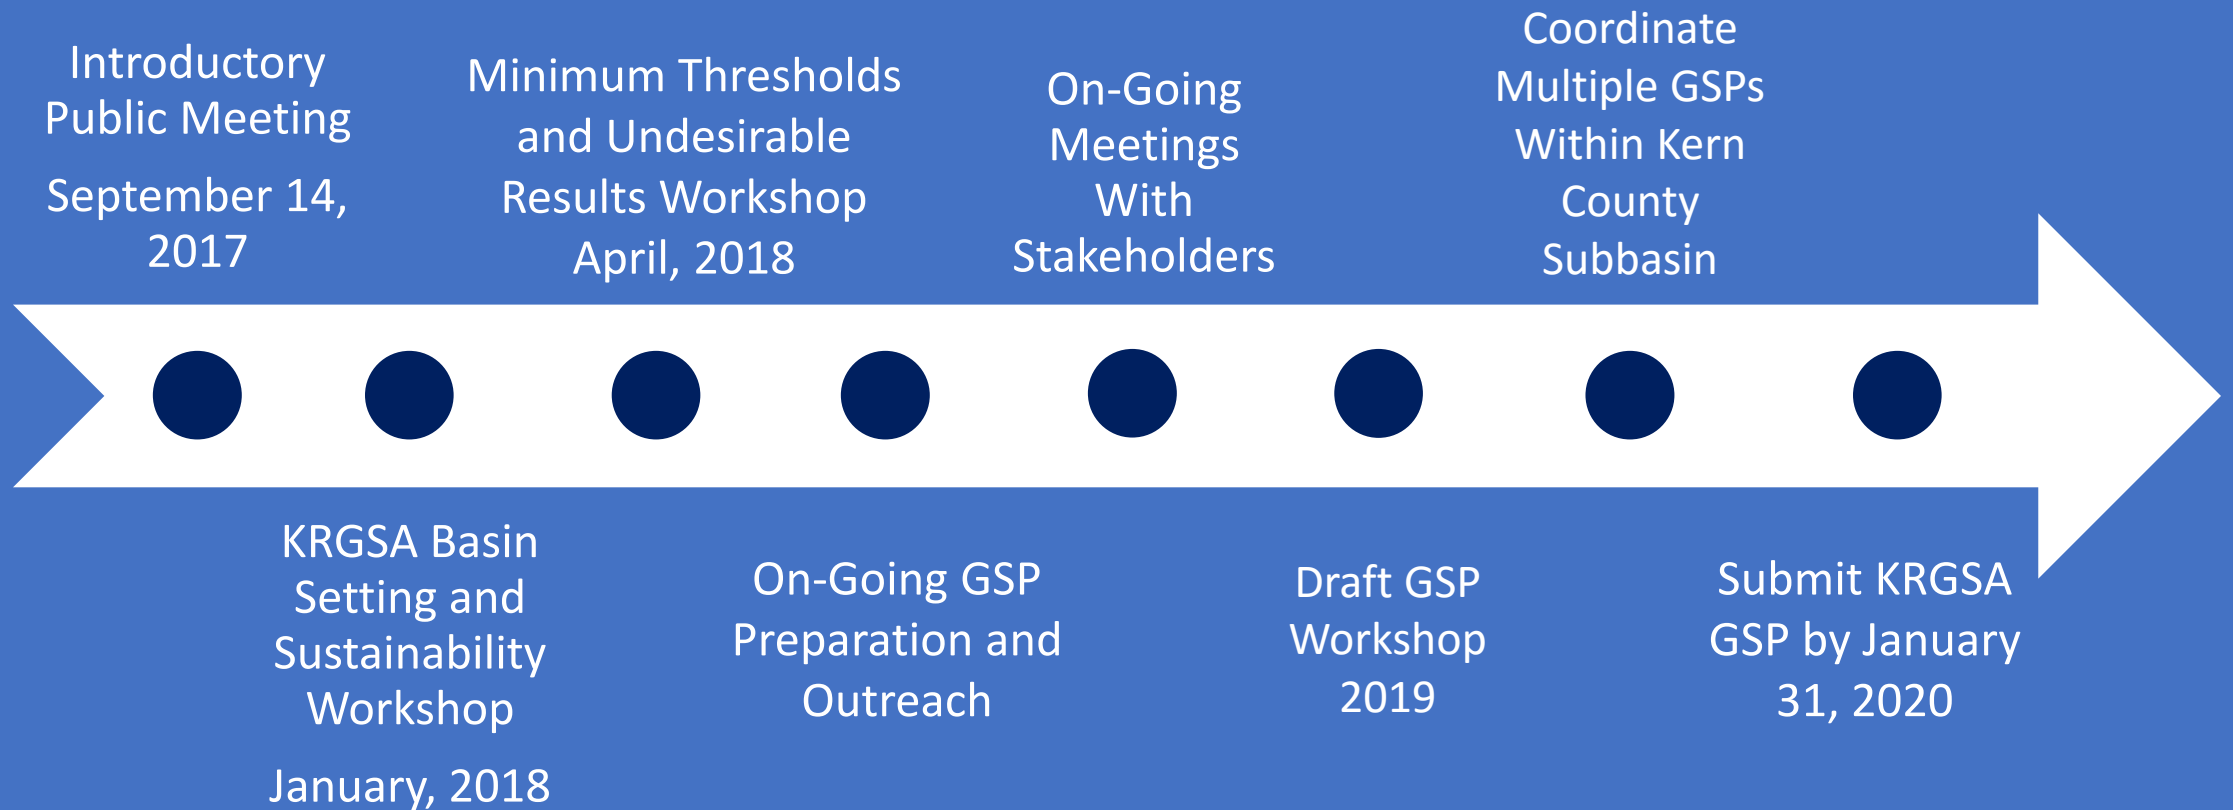 Introductory
Public Meeting
September 14,
2017
KRGSA Basin
Setting and
Sustainability
Workshop
January, 2018
Minimum Thresholds
and Undesirable
Results Workshop
April, 2018
On-Going GSP
Preparation and
Outreach
On-Going
Meetings
With
Stakeholders
Draft GSP
Workshop
2019
Coordinate
Multiple GSPs
Within Kern
County
Subbasin
Submit KRGSA
GSP by January
31, 2020